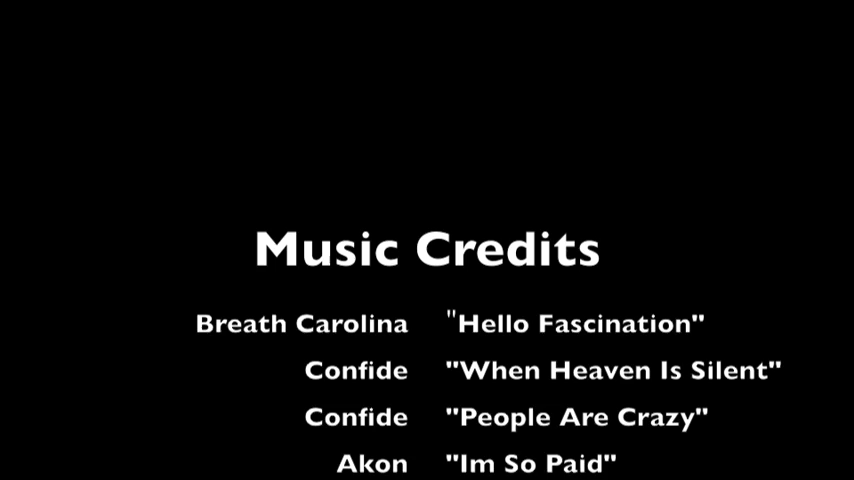 Music Credits
Breath Carolina "Hello Fascination"
Confide "When Heaven Is Silent"
Confide "People Are Crazy"
Akon "Im So Paid"